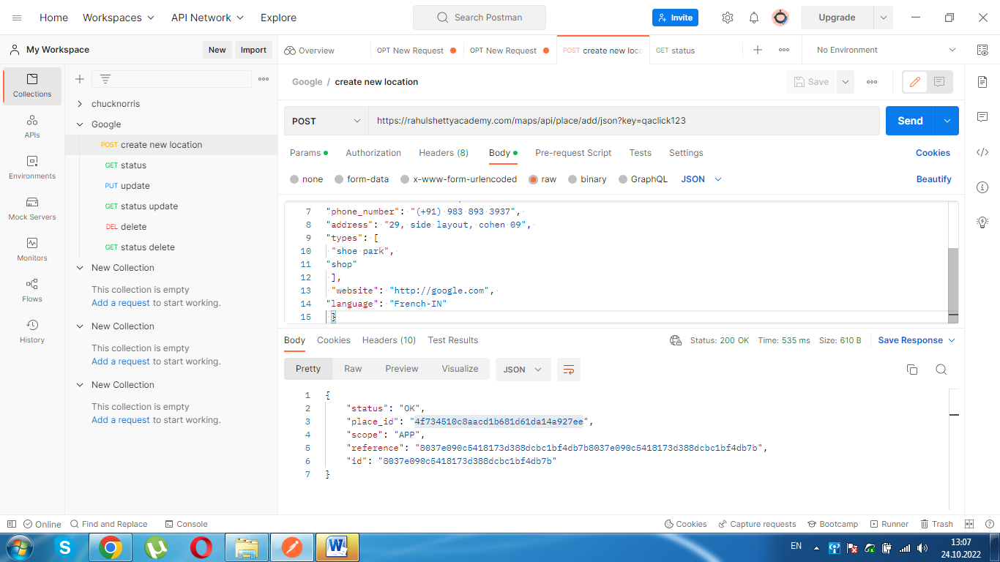 Home Workspaces API Network Explore Search Postman Invite Upgrade
My Workspace New Import Overview OPT New Request OPT New Request POST create new loca GET status No Environment
Collections
APIs
Environments
Mock Servers
Monitors
Flows
History
chucknorris
Google
POST create new location
GET status
PUT update
GET status update
DEL delete
GET status delete
New Collection
This collection is empty
Add a request to start working.
New Collection
This collection is empty
Add a request to start working.
New Collection
This collection is empty
Add a request to start working.
Google / create new location Save
POST https://rahulshettyacademy.com/maps/api/place/add/json?key=qaclick123 Send
Params Authorization Headers (8) Body Pre-request Script Tests Settings Cookies
none form-data x-www-form-urlencoded raw binary GraphQL JSON Beautify
7 "phone_number": "(+91) 983 893 3937",
8 "address": "29, side layout, cohen 09",
9 "types": [
10 "shoe park",
11 "shop"
12 ],
13 "website": "http://google.com",
14 "language": "French-IN"
15 }
Body Cookies Headers (10) Test Results Status: 200 OK Time: 535 ms Size: 610 B Save Response
Pretty Raw Preview Visualize JSON
1 {
2 "status": "OK",
3 "place_id": "4f734510c8aacd1b681d61da14a927ee",
4 "scope": "APP",
5 "reference": "8037e090c5418173d388dcbc1bf4db7b8037e090c5418173d388dcbc1bf4db7b",
6 "id": "8037e090c5418173d388dcbc1bf4db7b"
7 }
Online Find and Replace Console Cookies Capture requests Bootcamp Runner Trash
EN 13:07
24.10.2022